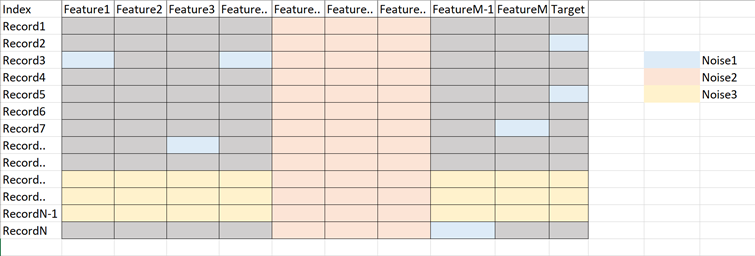 Index Feature1 Feature2 Feature3 Feature.. Feature.. Feature.. Feature.. FeatureM-1 FeatureM Target
Record1
Record2
Record3 Noise1
Record4 Noise2
Record5 Noise3
Record6
Record7
Record..
Record..
Record..
Record..
RecordN-1
RecordN